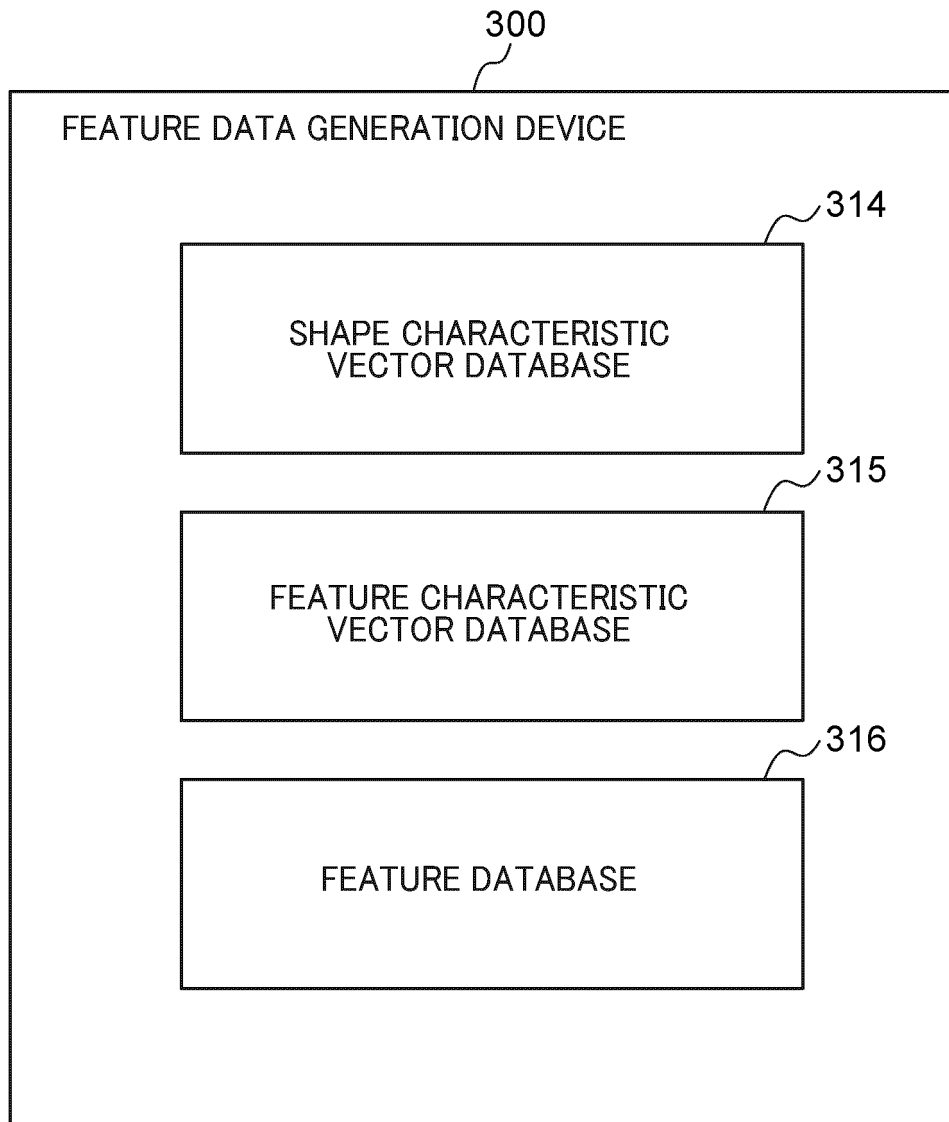 300
FEATURE DATA GENERATION DEVICE
314
SHAPE CHARACTERISTIC
VECTOR DATABASE
315
FEATURE CHARACTERISTIC
VECTOR DATABASE
316
FEATURE DATABASE